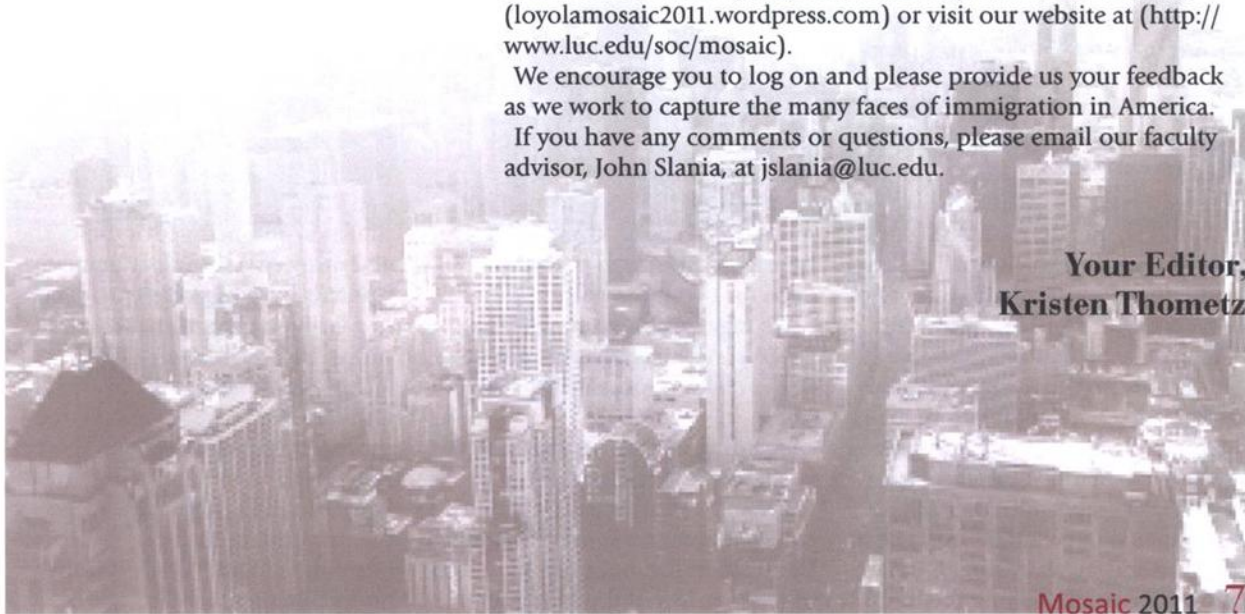 (loyolamosaic2011.wordpress.com) or visit our website at (http://
www.luc.edu/soc/mosaic).
We encourage you to log on and please provide us your feedback
as we work to capture the many faces of immigration in America.
If you have any comments or questions, please email our faculty
advisor, John Slania, at jslania@luc.edu.
Your Editor,
Kristen Thometz
Mosaic 2011 7